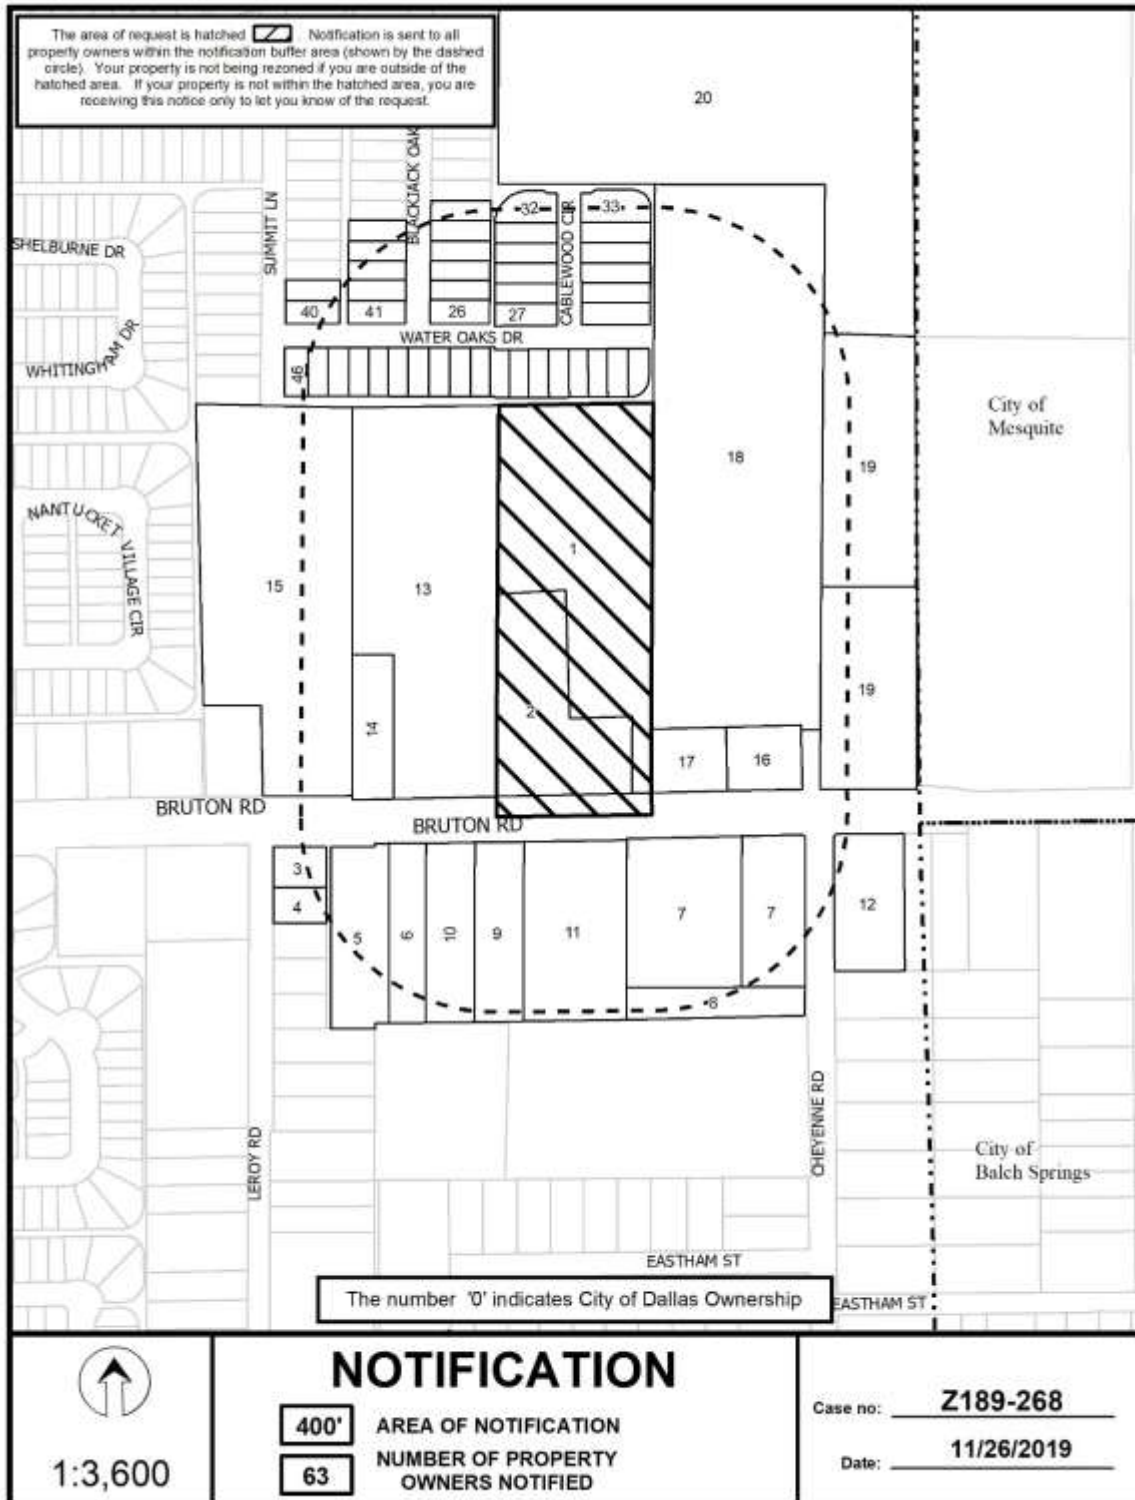 The area of request is hatched . Notification is sent to all
property owners within the notification buffer area (shown by the dashed
circle). Your property is not being rezoned if you are outside of the
hatched area. If your property is not within the hatched area, you are
receiving this notice only to let you know of the request.
20
SUMMIT LN
BLACKJACK OAK
32
CABLEWOOD CIR
33
SHELBURNE DR
40
41
26
27
WATER OAKS DR
WHITINGHAM DR
46
City of
Mesquite
18
19
NANTUCKET VILLAGE CIR
1
15
13
19
2
14
17
16
BRUTON RD
BRUTON RD
3
4
5
6
10
9
11
7
7
12
8
LEROY RD
CHEYENNE RD
City of
Balch Springs
EASTHAM ST
The number '0' indicates City of Dallas Ownership
EASTHAM ST
1:3,600
NOTIFICATION
400' AREA OF NOTIFICATION
63 NUMBER OF PROPERTY
OWNERS NOTIFIED
Case no: Z189-268
Date: 11/26/2019